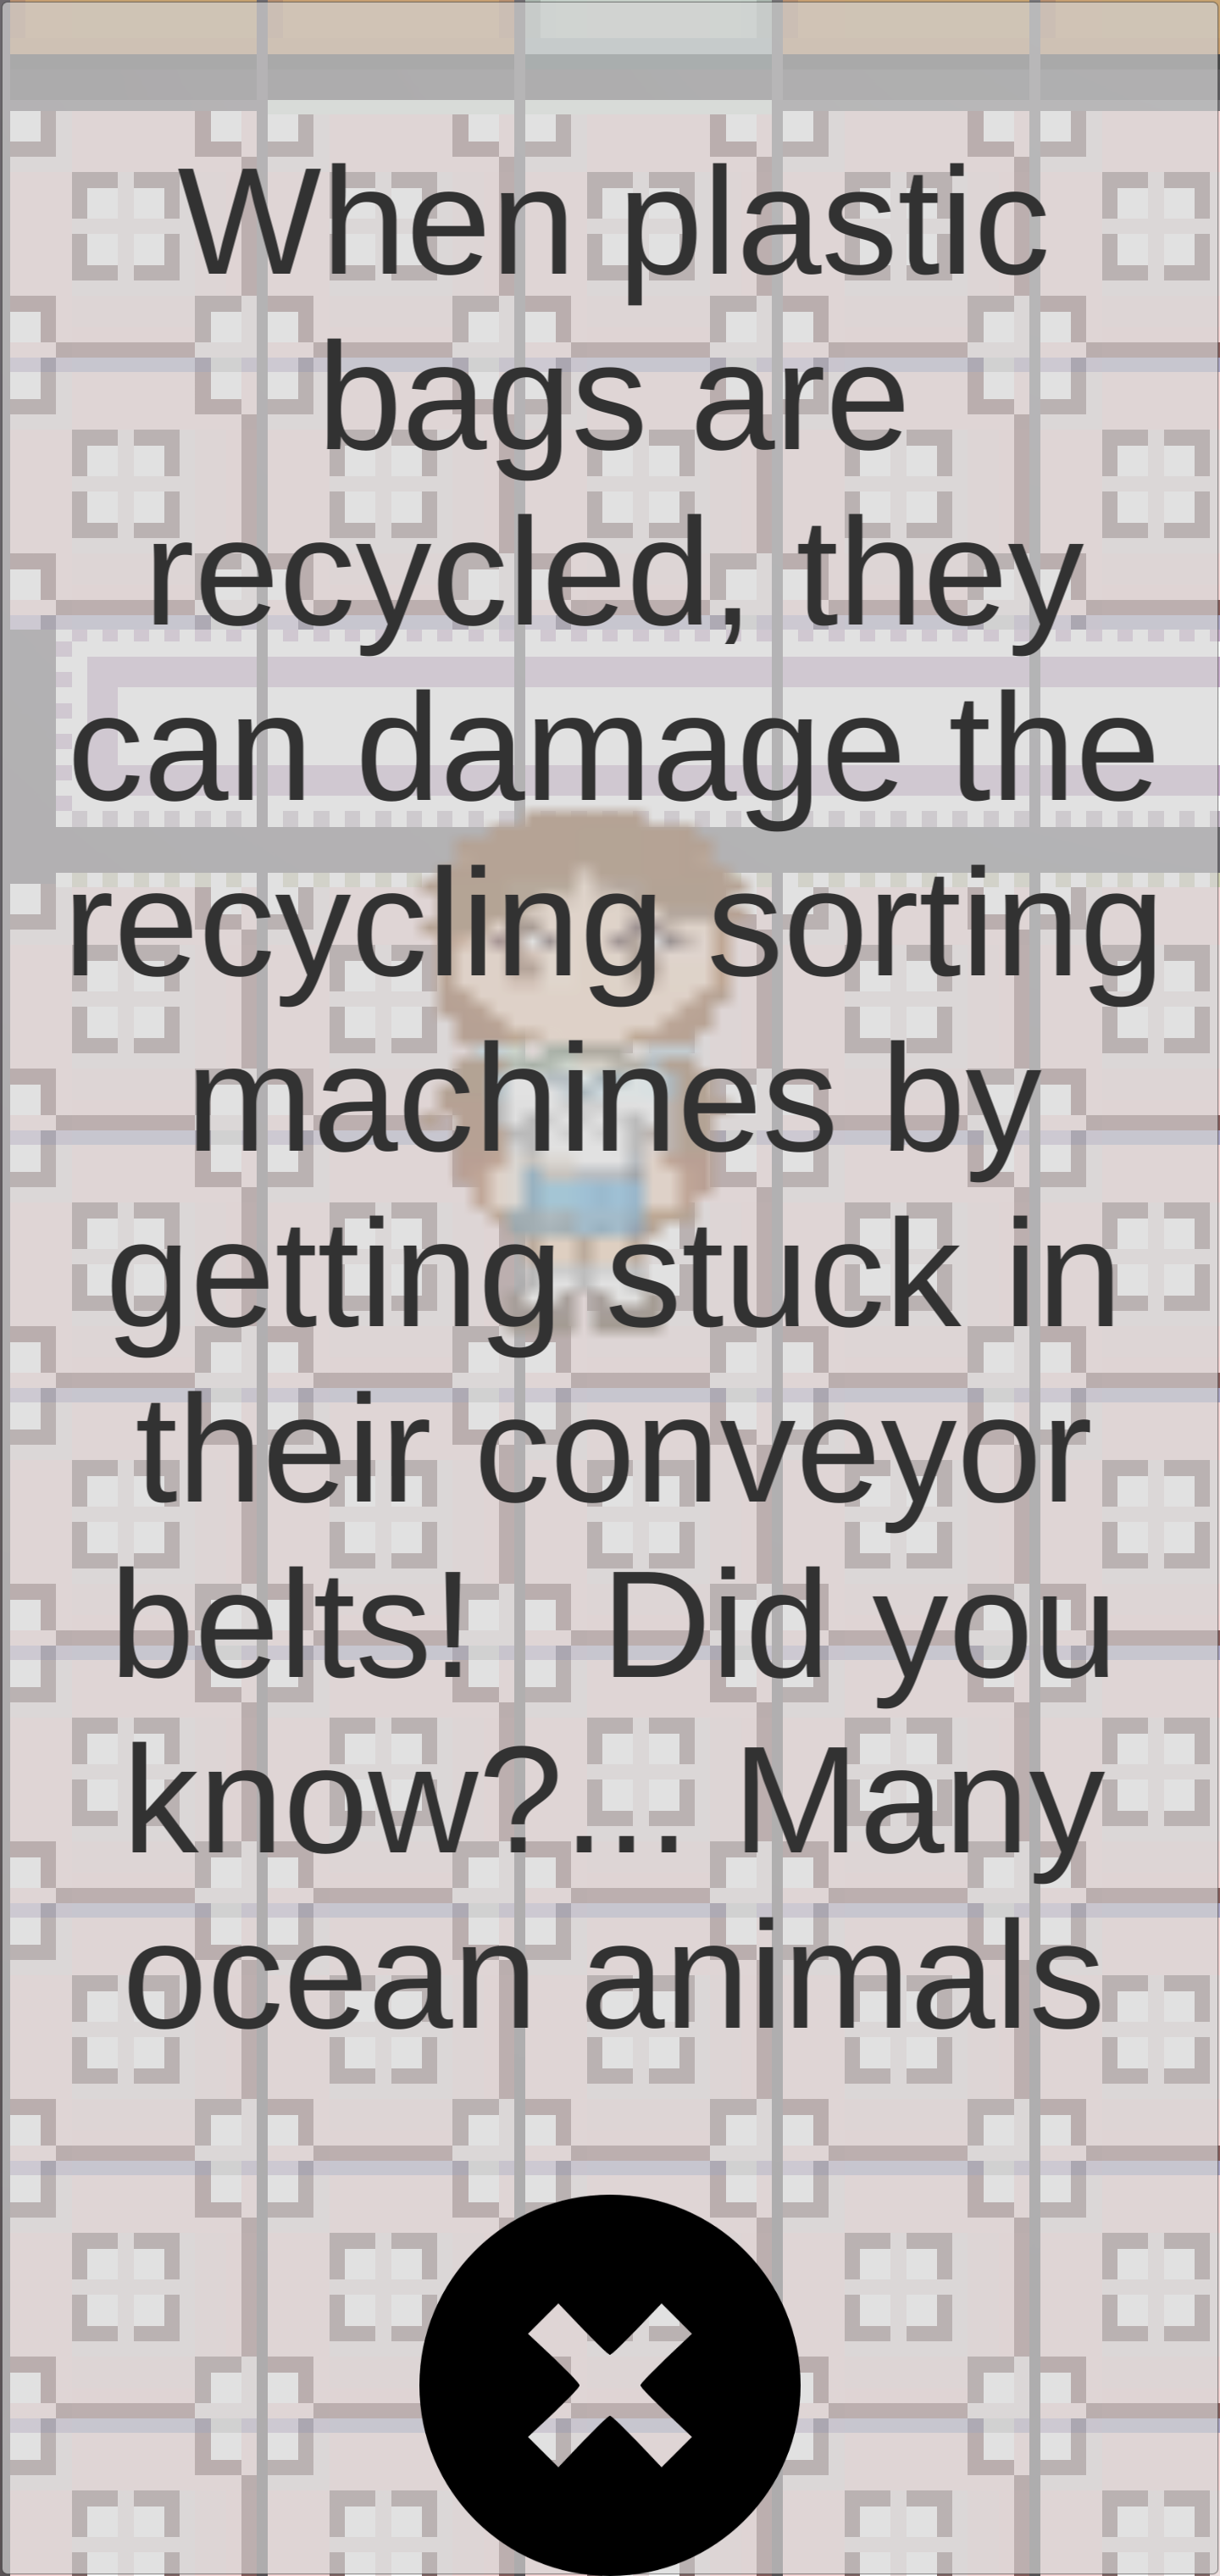 When plastic
bags are
recycled, they
can damage the
recycling sorting
machines by
getting stuck in
their conveyor
belts!   Did you
know?... Many
ocean animals